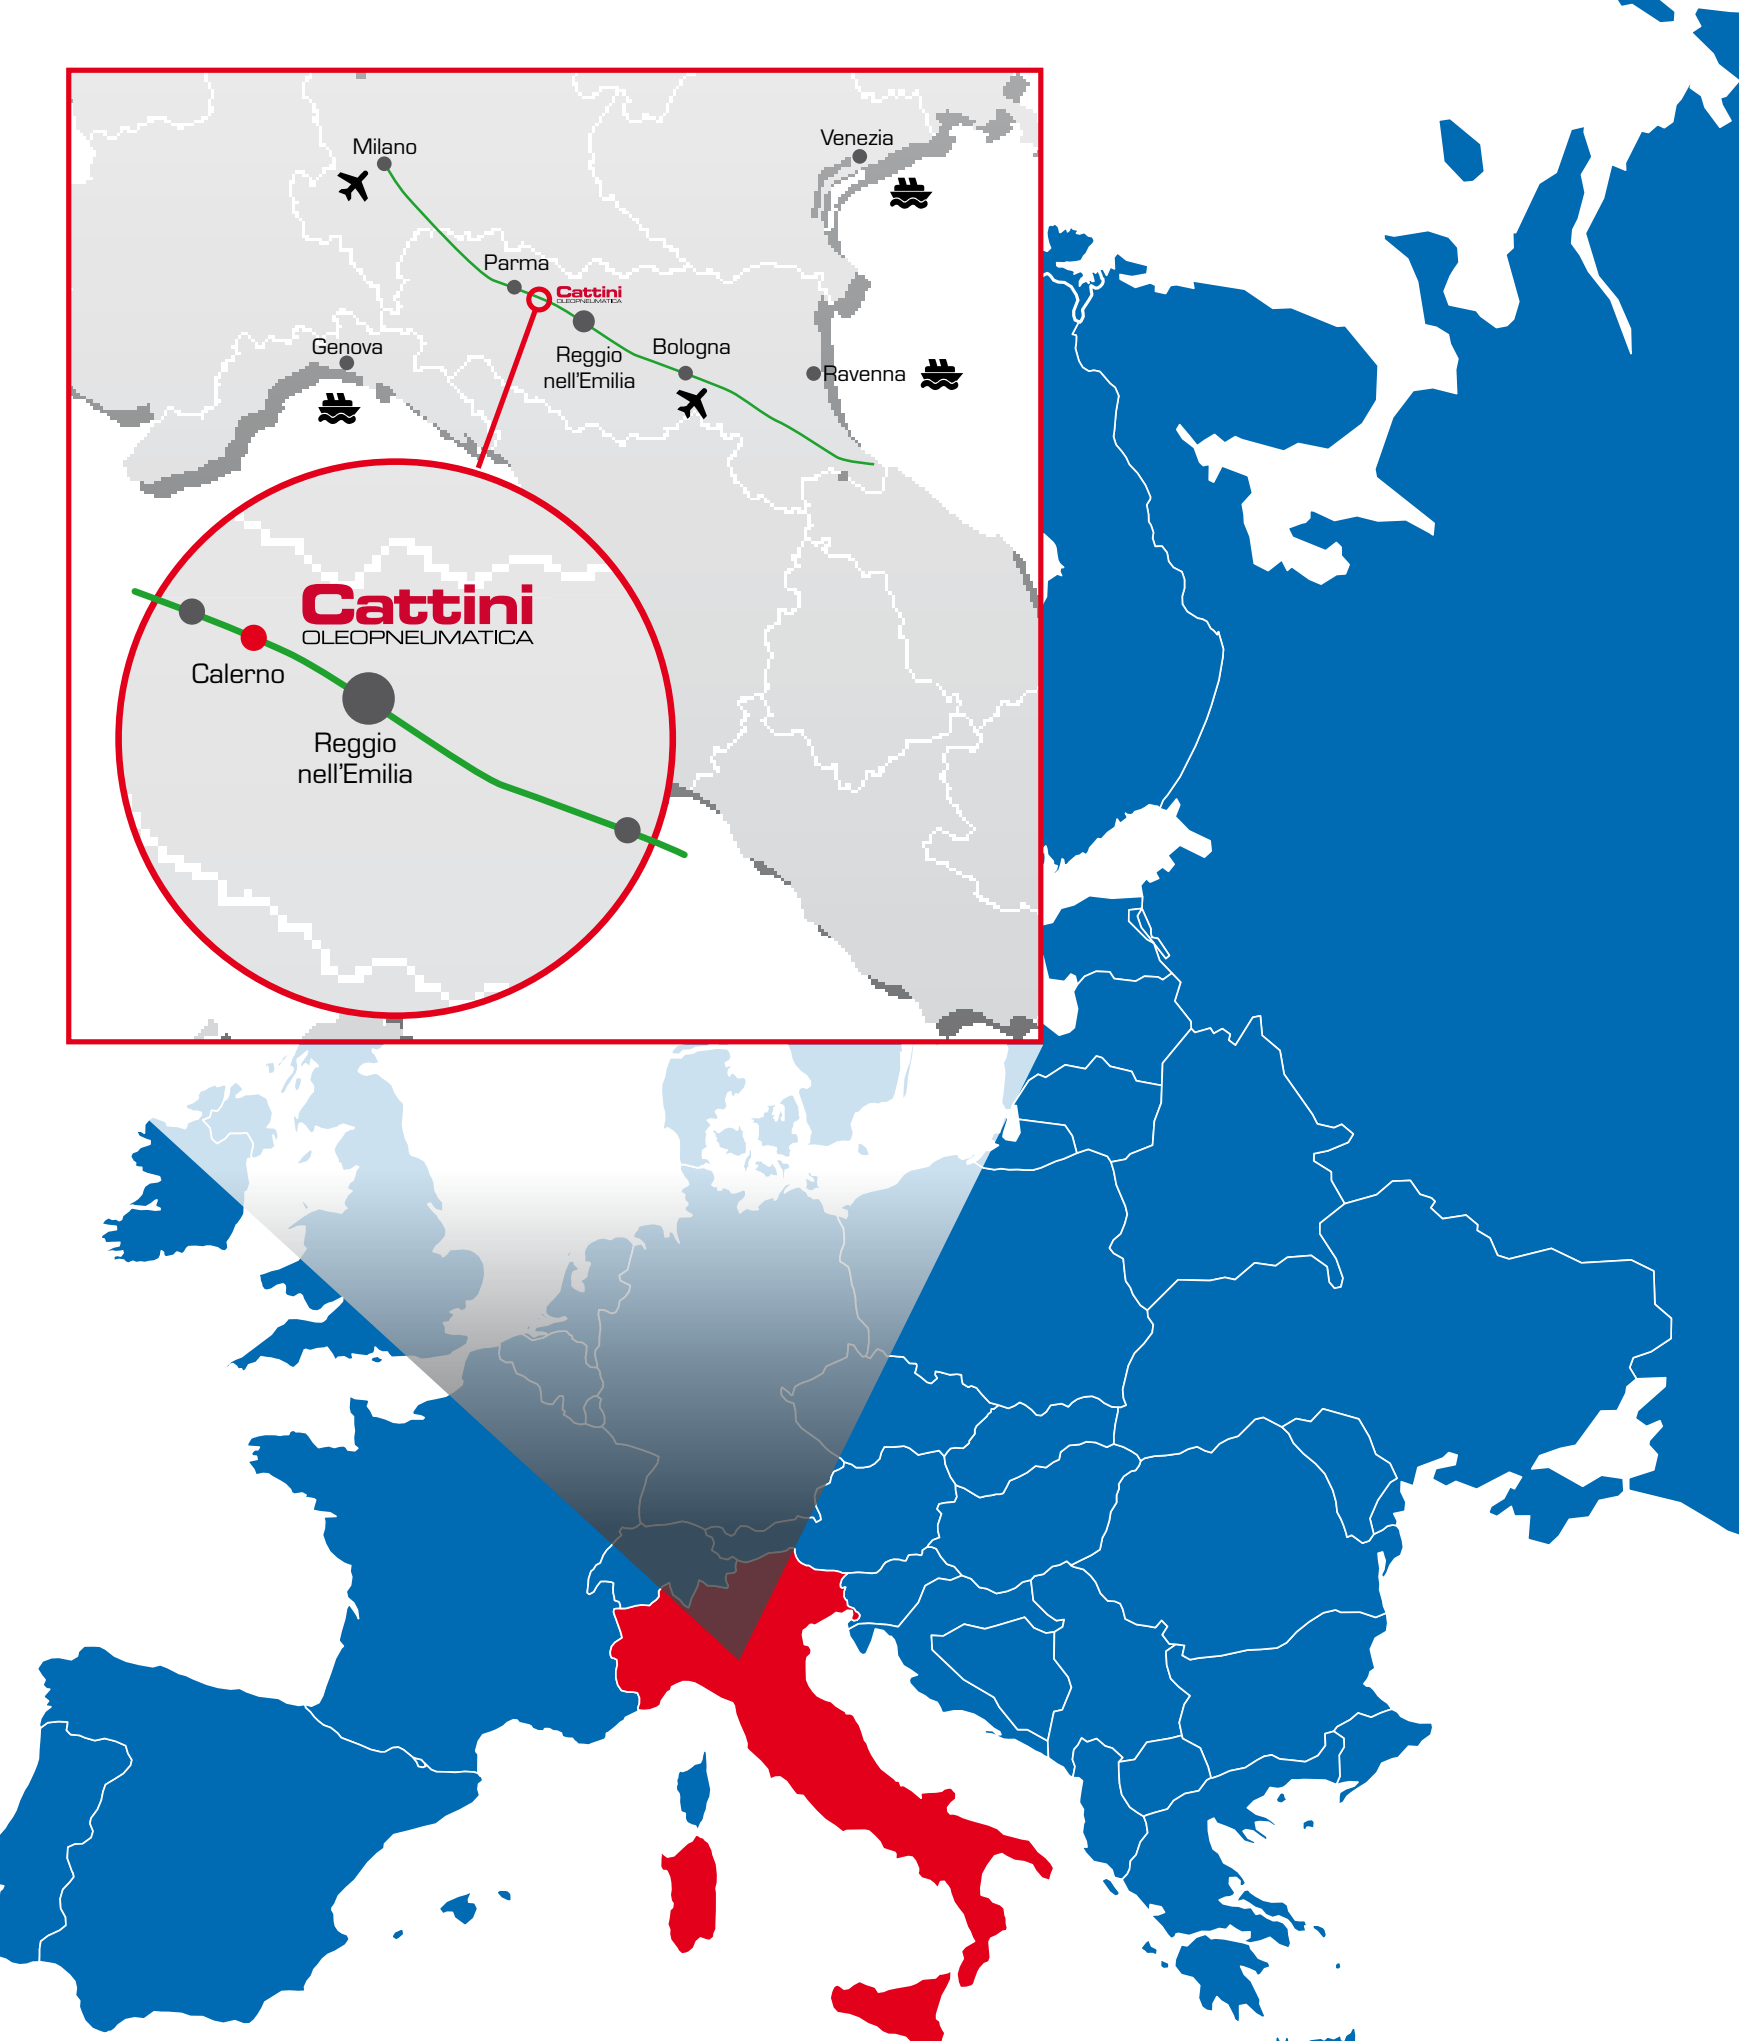 Milano
Venezia
Parma
Cattini
OLEOPNEUMATICA
Genova
Reggio
nell'Emilia
Bologna
Ravenna
Cattini
OLEOPNEUMATICA
Calerno
Reggio
nell'Emilia